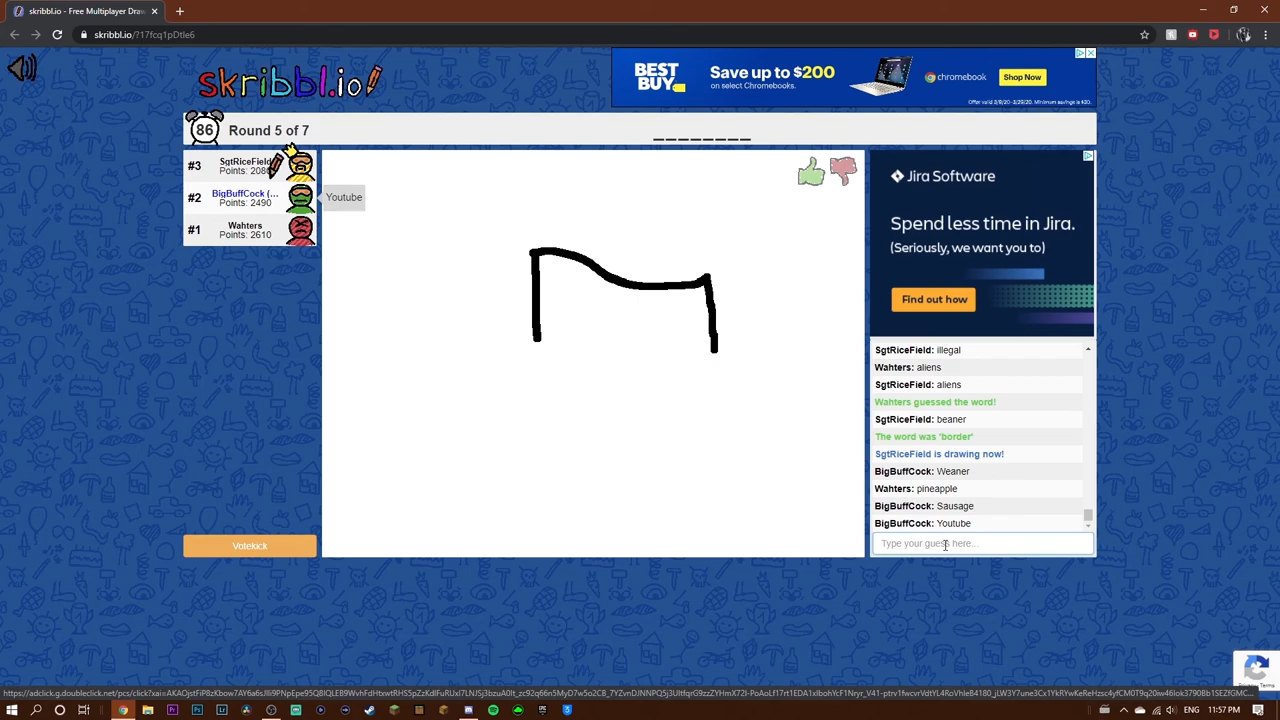 skribbl.io - Free Multiplayer Draw
skribbl.io/?17fcq1pDtle6
skribbl.io
BEST
BUY
Save up to $200
on select Chromebooks.
chromebook
Shop Now
86
Round 5 of 7
________
#3
SgtRiceField
Points: 2080
#2
BigBuffCock (...
Points: 2490
Youtube
#1
Wahters
Points: 2610
Votekick
Jira Software
Spend less time in Jira.
(Seriously, we want you to)
Find out how
SgtRiceField: illegal
Wahters: aliens
SgtRiceField: aliens
Wahters guessed the word!
SgtRiceField: beaner
The word was 'border'
SgtRiceField is drawing now!
BigBuffCock: Weaner
Wahters: pineapple
BigBuffCock: Sausage
BigBuffCock: Youtube
Type your guess here...
11:57 PM